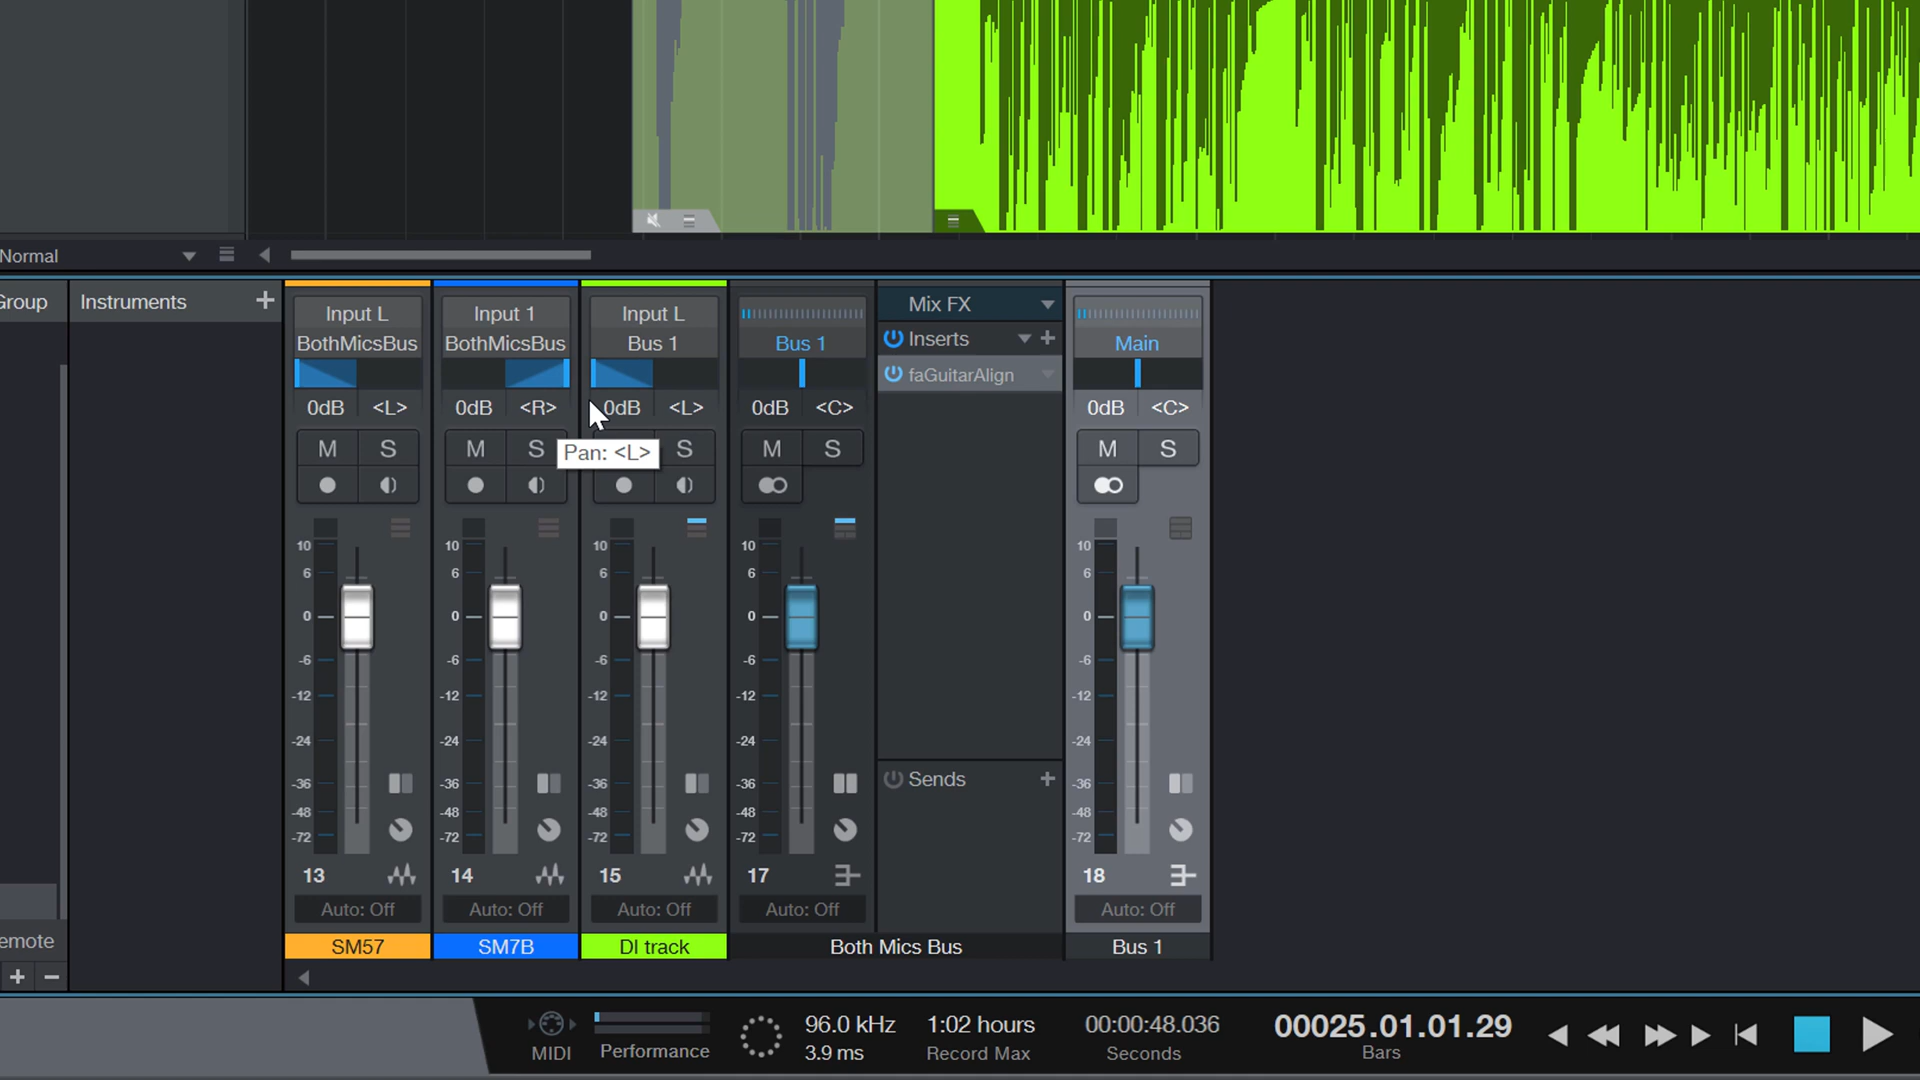 Normal
Group
Instruments +
Input L
BothMicsBus
0dB <L>
M S
10
6
0
-6
-12
-24
-36
-48
-72
13
Auto: Off
SM57
Input 1
BothMicsBus
0dB <R>
M S
10
6
0
-6
-12
-24
-36
-48
-72
14
Auto: Off
SM7B
Input L
Bus 1
0dB <L>
Pan: <L>
S
10
6
0
-6
-12
-24
-36
-48
-72
15
Auto: Off
DI track
Bus 1
0dB <C>
M S
10
6
0
-6
-12
-24
-36
-48
-72
17
Auto: Off
Mix FX
Inserts +
faGuitarAlign
Sends +
Both Mics Bus
Main
0dB <C>
M S
10
6
0
-6
-12
-24
-36
-48
-72
18
Auto: Off
Bus 1
emote
+ −
MIDI
Performance
96.0 kHz
3.9 ms
1:02 hours
Record Max
00:00:48.036
Seconds
00025.01.01.29
Bars